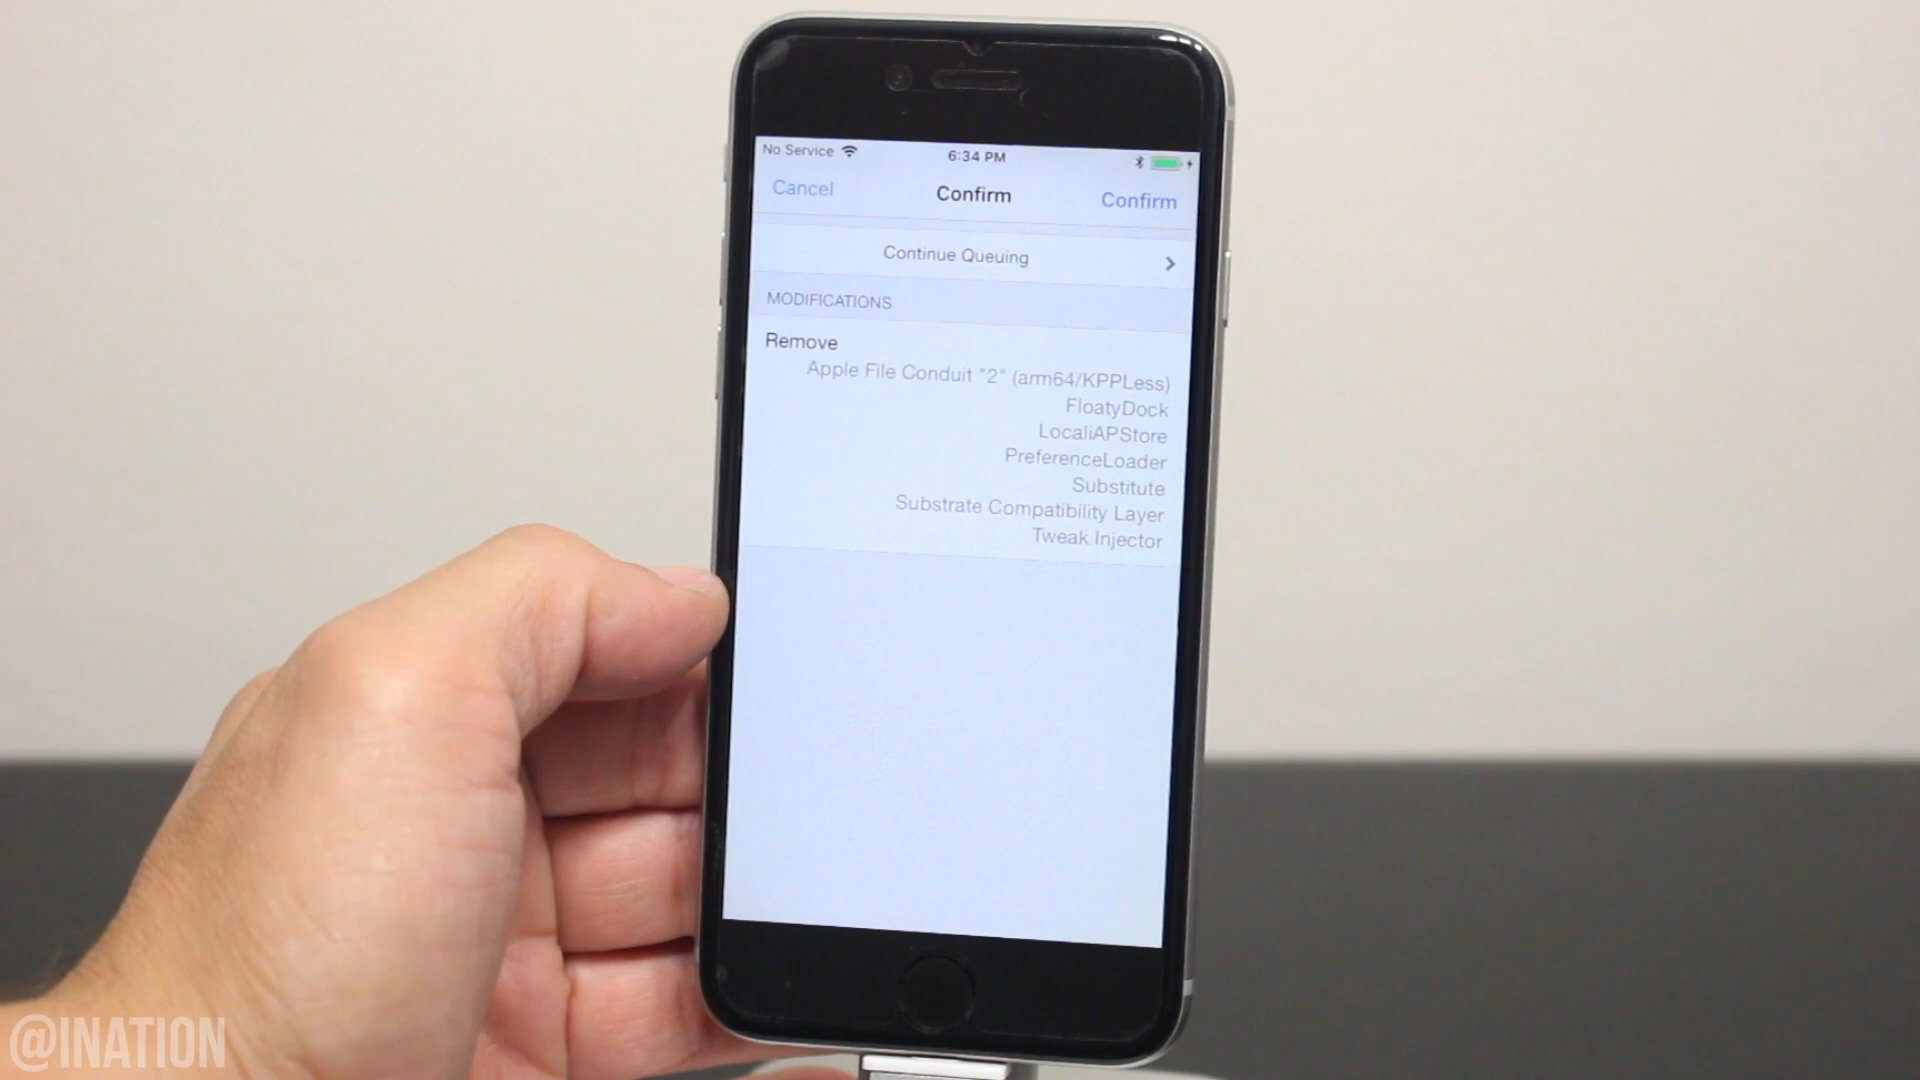 No Service
6:34 PM
Cancel
Confirm
Confirm
Continue Queuing
MODIFICATIONS
Remove
Apple File Conduit "2" (arm64/KPPLess)
FloatyDock
LocaliAPStore
PreferenceLoader
Substitute
Substrate Compatibility Layer
Tweak Injector
@INATION